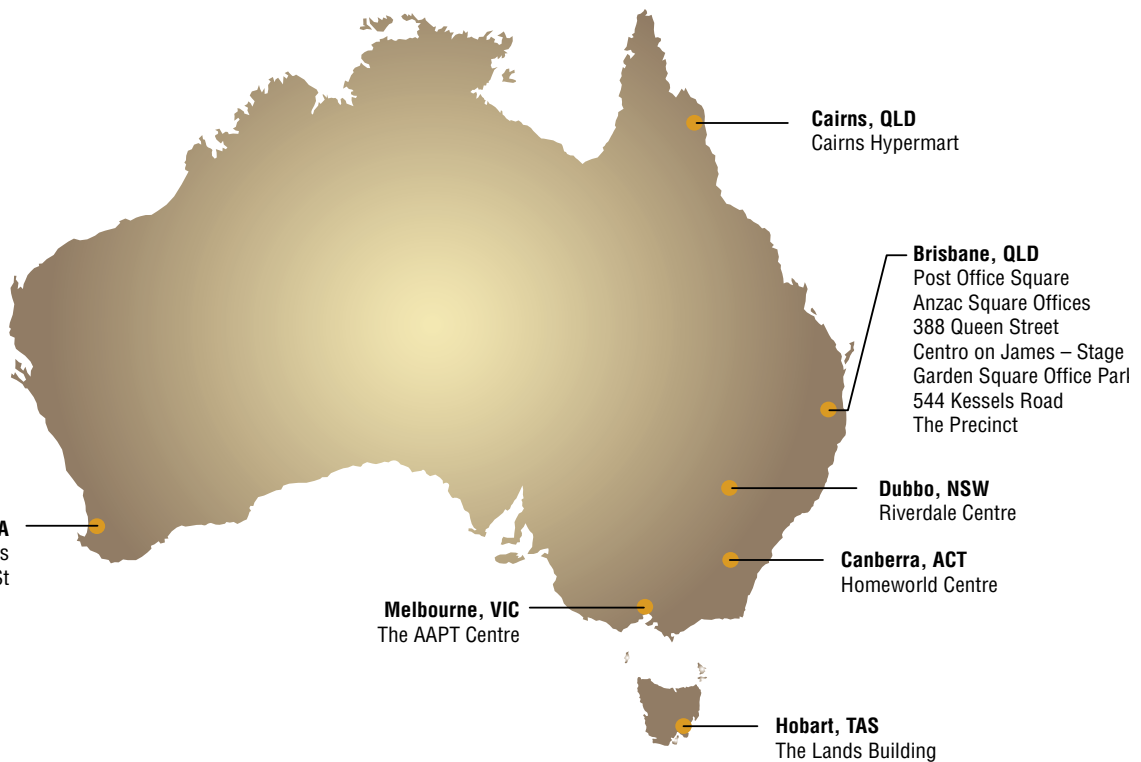 Cairns, QLD
Cairns Hypermart
Brisbane, QLD
Post Office Square
Anzac Square Offices
388 Queen Street
Centro on James – Stage
Garden Square Office Park
544 Kessels Road
The Precinct
Dubbo, NSW
Riverdale Centre
Canberra, ACT
Homeworld Centre
Melbourne, VIC
The AAPT Centre
Hobart, TAS
The Lands Building